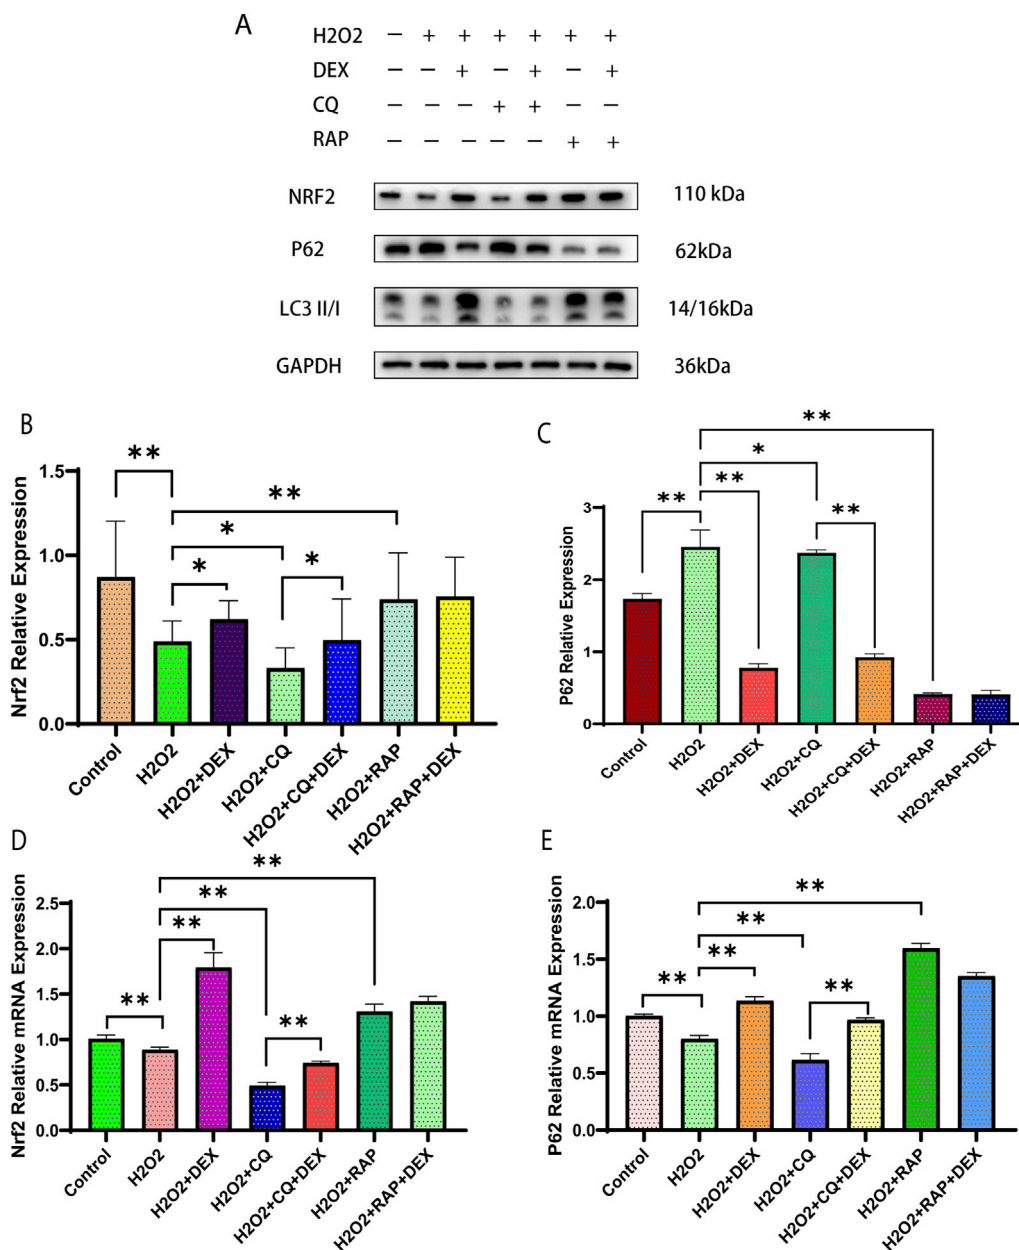 A
H2O2 – + + + + + +
DEX – – + – + – +
CQ – – – + + – –
RAP – – – – – + +
NRF2 110 kDa
P62 62kDa
LC3 II/I 14/16kDa
GAPDH 36kDa
B
Nrf2 Relative Expression
1.5
1.0
0.5
0.0
**
**
*
*
*
Control
H2O2
H2O2+DEX
H2O2+CQ
H2O2+CQ+DEX
H2O2+RAP
H2O2+RAP+DEX
C
P62 Relative Expression
3
2
1
0
**
*
**
**
**
Control
H2O2
H2O2+DEX
H2O2+CQ
H2O2+CQ+DEX
H2O2+RAP
H2O2+RAP+DEX
D
Nrf2 Relative mRNA Expression
2.5
2.0
1.5
1.0
0.5
0.0
**
**
**
**
**
Control
H2O2
H2O2+DEX
H2O2+CQ
H2O2+CQ+DEX
H2O2+RAP
H2O2+RAP+DEX
E
P62 Relative mRNA Expression
2.0
1.5
1.0
0.5
0.0
**
**
**
**
**
Control
H2O2
H2O2+DEX
H2O2+CQ
H2O2+CQ+DEX
H2O2+RAP
H2O2+RAP+DEX